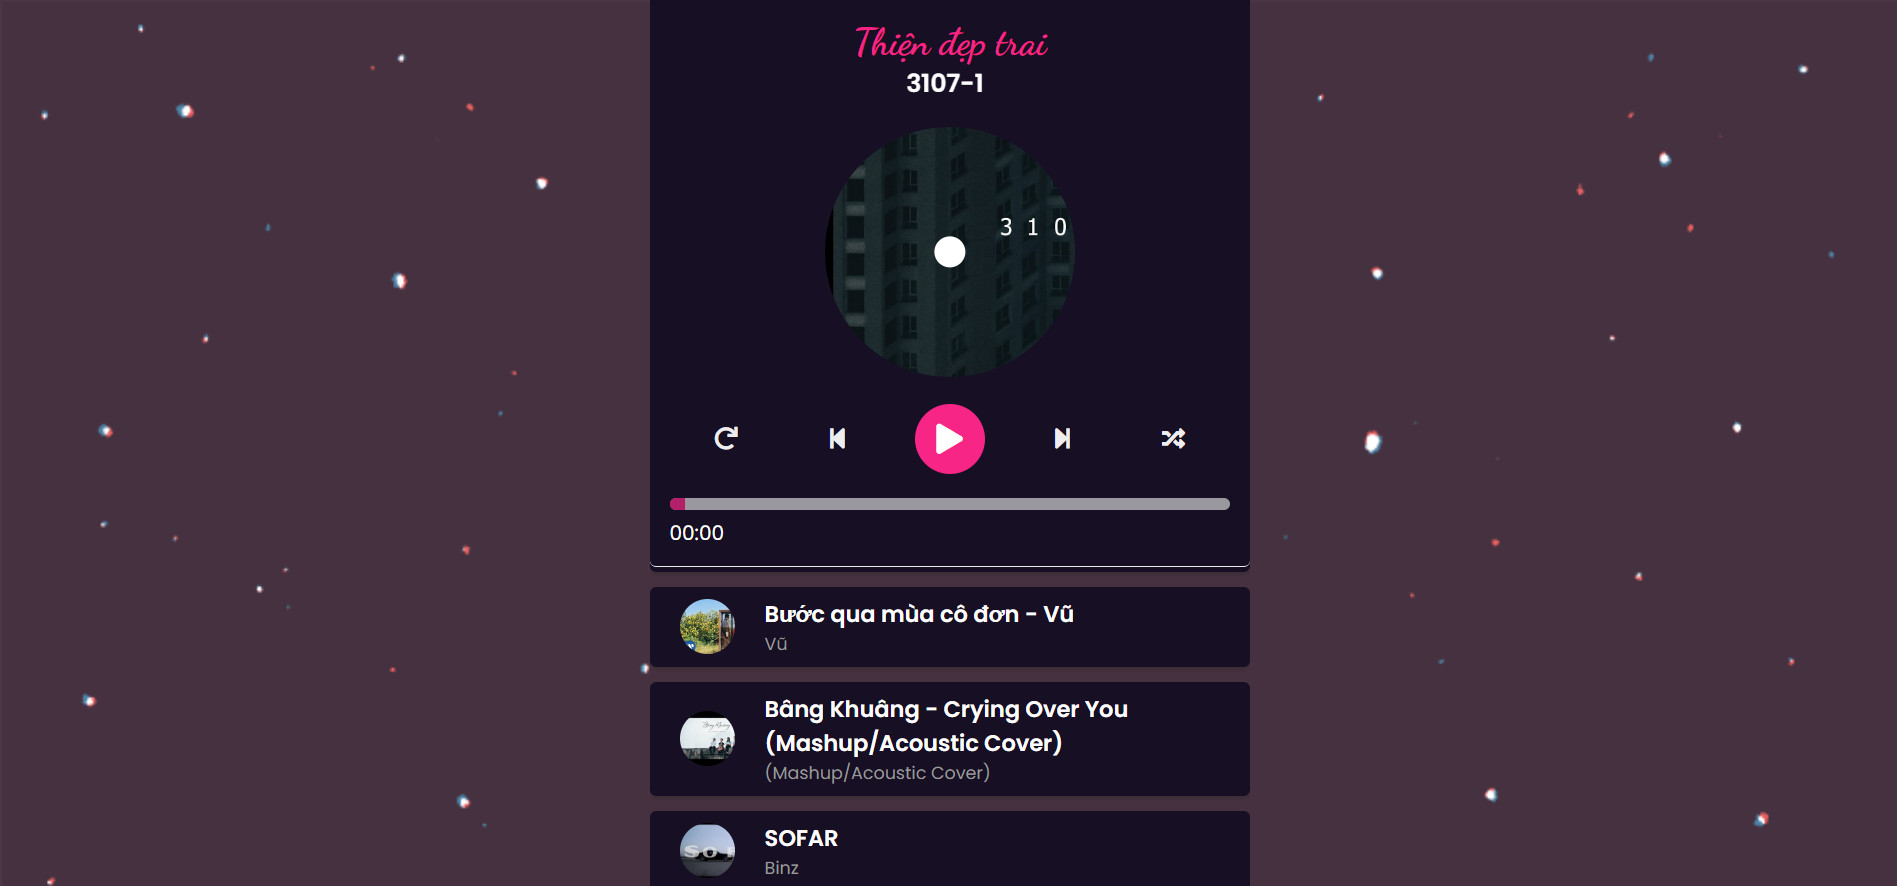 Thiện đẹp trai
3107-1
3 1 0
00:00
Bước qua mùa cô đơn - Vũ
Vũ
Bâng Khuâng - Crying Over You
(Mashup/Acoustic Cover)
(Mashup/Acoustic Cover)
SOFAR
Binz